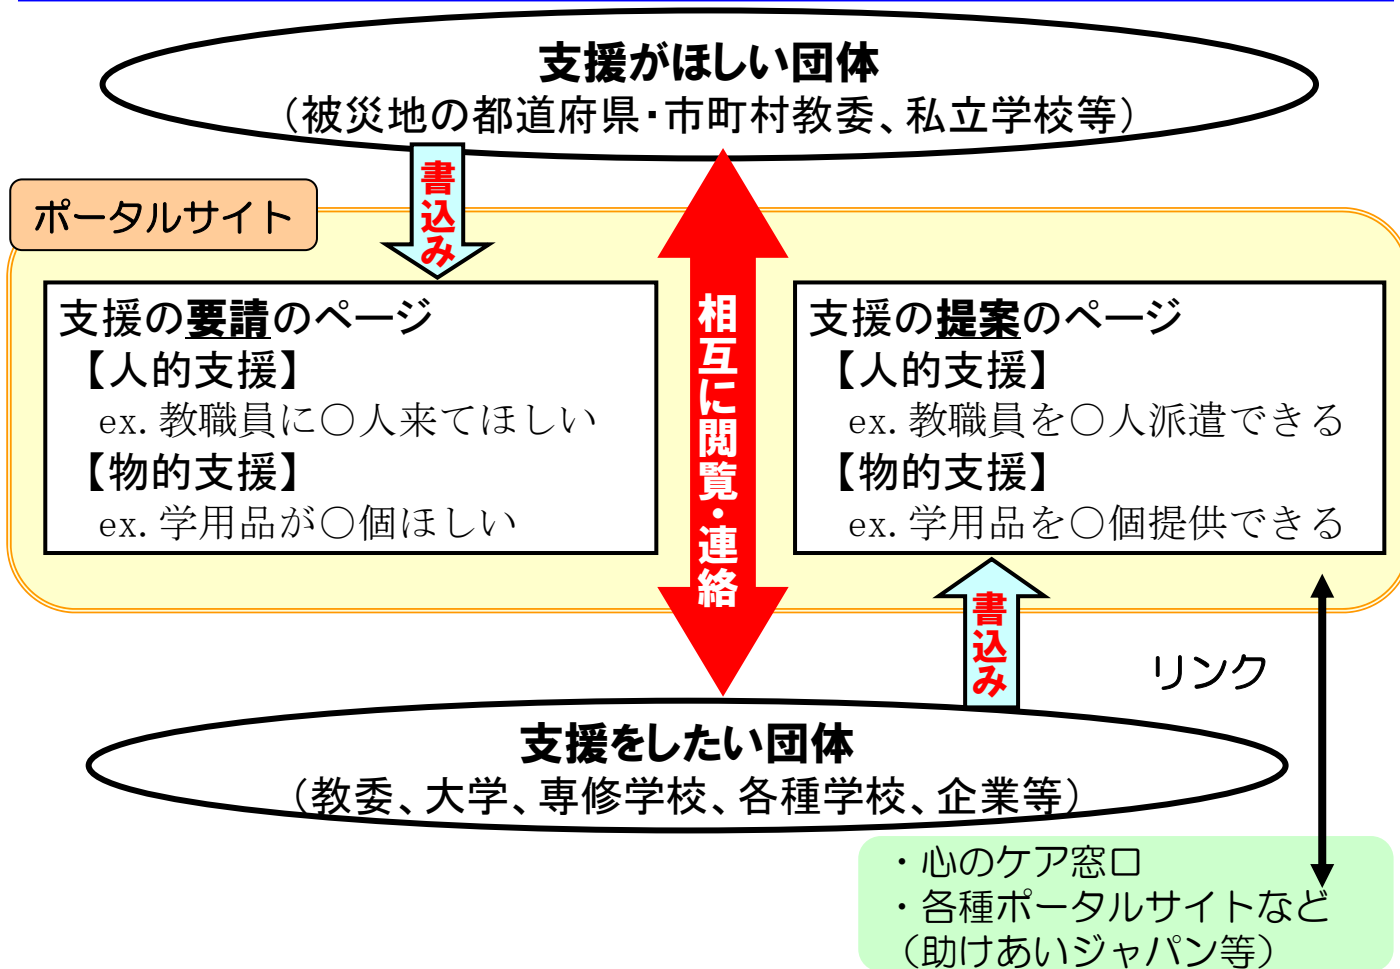 支援がほしい団体
（被災地の都道府県・市町村教委、私立学校等）
書込み
ポータルサイト
支援の要請のページ
【人的支援】
ex.教職員に○人来てほしい
【物的支援】
ex.学用品が○個ほしい
相互に閲覧・連絡
支援の提案のページ
【人的支援】
ex.教職員を○人派遣できる
【物的支援】
ex.学用品を○個提供できる
書込み
リンク
支援をしたい団体
（教委、大学、専修学校、各種学校、企業等）
・心のケア窓口
・各種ポータルサイトなど
（助けあいジャパン等）